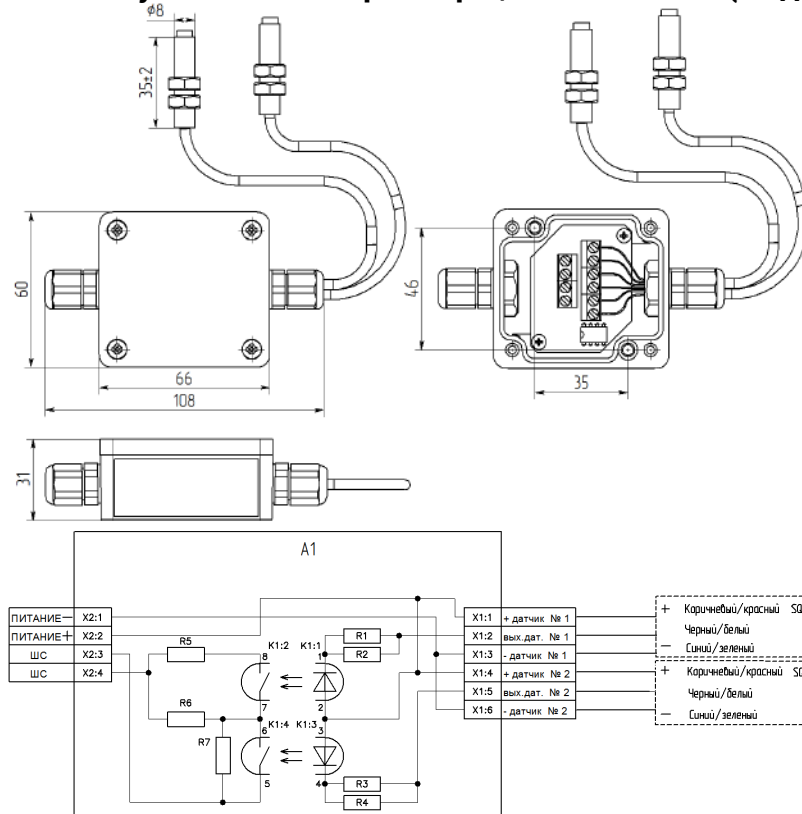 ⌀8
35±2
60
66
108
46
35
31
A1
ПИТАНИЕ− X2:1
ПИТАНИЕ+ X2:2
ШС X2:3
ШС X2:4
R5
R6
R7
K1:2 K1:1
8 1
7 2
K1:4 K1:3
6 3
5 4
R1
R2
R3
R4
X1:1 + датчик № 1
X1:2 вых.дат. № 1
X1:3 - датчик № 1
X1:4 + датчик № 2
X1:5 вых.дат. № 2
X1:6 - датчик № 2
+ Коричневый/красный SQ
Черный/белый
− Синий/зеленый
+ Коричневый/красный SQ
Черный/белый
− Синий/зеленый